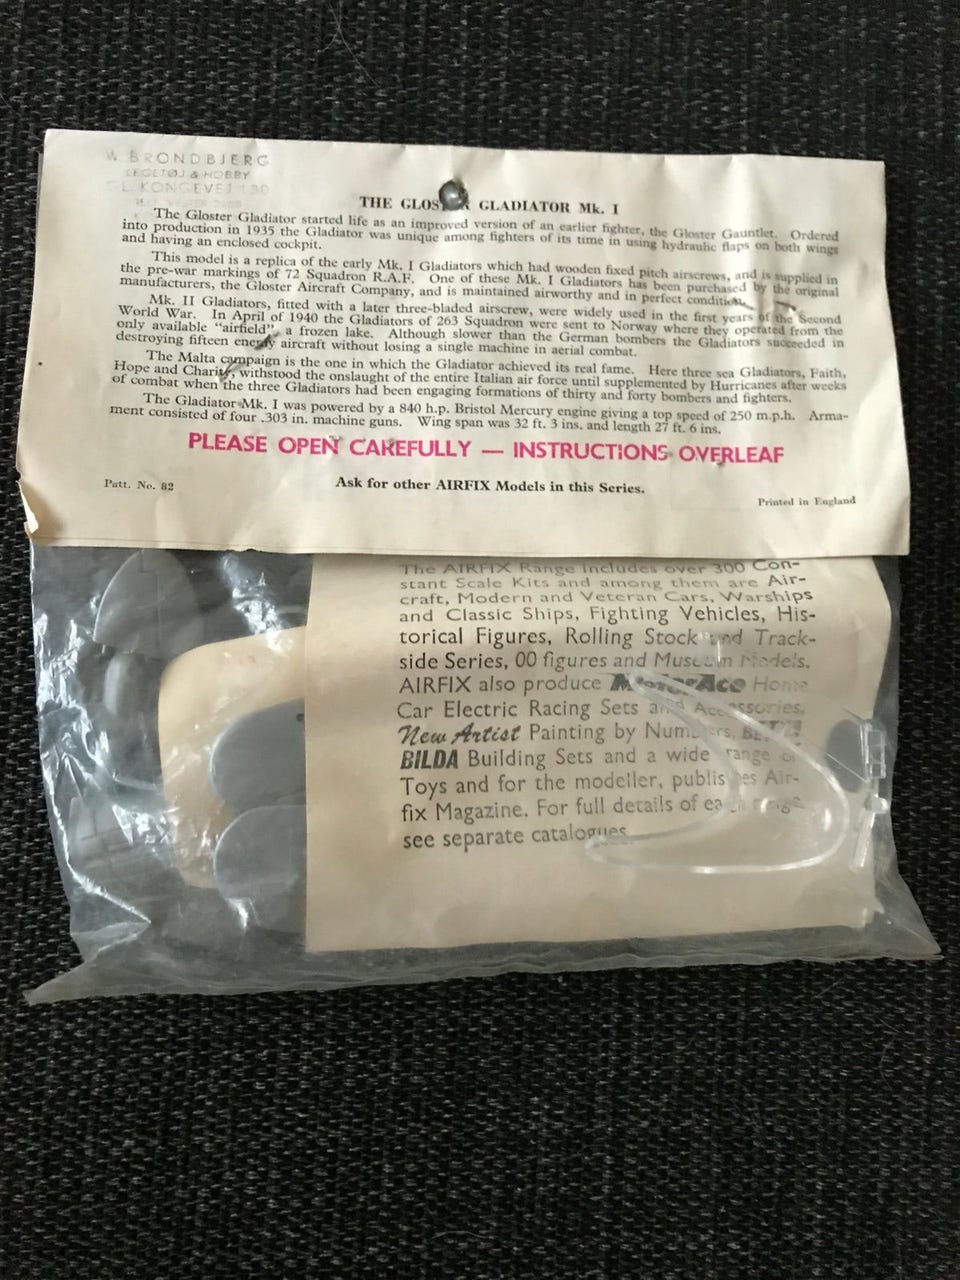 W. BRONDBJERG
LEGETØJ & HOBBY
GL. KONGEVEJ 130
THE GLOSTER GLADIATOR Mk. I
The Gloster Gladiator started life as an improved version of an earlier fighter, the Gloster Gauntlet. Ordered
into production in 1935 the Gladiator was unique among fighters of its time in using hydraulic flaps on both wings
and having an enclosed cockpit.
This model is a replica of the early Mk. I Gladiators which had wooden fixed pitch airscrews, and is supplied in
the pre-war markings of 72 Squadron R.A.F. One of these Mk. I Gladiators has been purchased by the original
manufacturers, the Gloster Aircraft Company, and is maintained airworthy and in perfect condition.
Mk. II Gladiators, fitted with a later three-bladed airscrew, were widely used in the first years of the Second
World War. In April of 1940 the Gladiators of 263 Squadron were sent to Norway where they operated from the
only available "airfield", a frozen lake. Although slower than the German bombers the Gladiators succeeded in
destroying fifteen enemy aircraft without losing a single machine in aerial combat.
The Malta campaign is the one in which the Gladiator achieved its real fame. Here three sea Gladiators, Faith,
Hope and Charity, withstood the onslaught of the entire Italian air force until supplemented by Hurricanes after weeks
of combat when the three Gladiators had been engaging formations of thirty and forty bombers and fighters.
The Gladiator Mk. I was powered by a 840 h.p. Bristol Mercury engine giving a top speed of 250 m.p.h. Arma-
ment consisted of four .303 in. machine guns. Wing span was 32 ft. 3 ins. and length 27 ft. 6 ins.
PLEASE OPEN CAREFULLY — INSTRUCTIONS OVERLEAF
Patt. No. 82
Ask for other AIRFIX Models in this Series.
Printed in England
The AIRFIX Range includes over 300 Con-
stant Scale Kits and among them are Air-
craft, Modern and Veteran Cars, Warships
and Classic Ships, Fighting Vehicles, His-
torical Figures, Rolling Stock and Track-
side Series, 00 figures and Museum Models.
AIRFIX also produce MotorAce Home
Car Electric Racing Sets and Accessories,
New Artist Painting by Numbers, BETTA
BILDA Building Sets and a wide range of
Toys and for the modeller, publishes Air-
fix Magazine. For full details of each range
see separate catalogues.